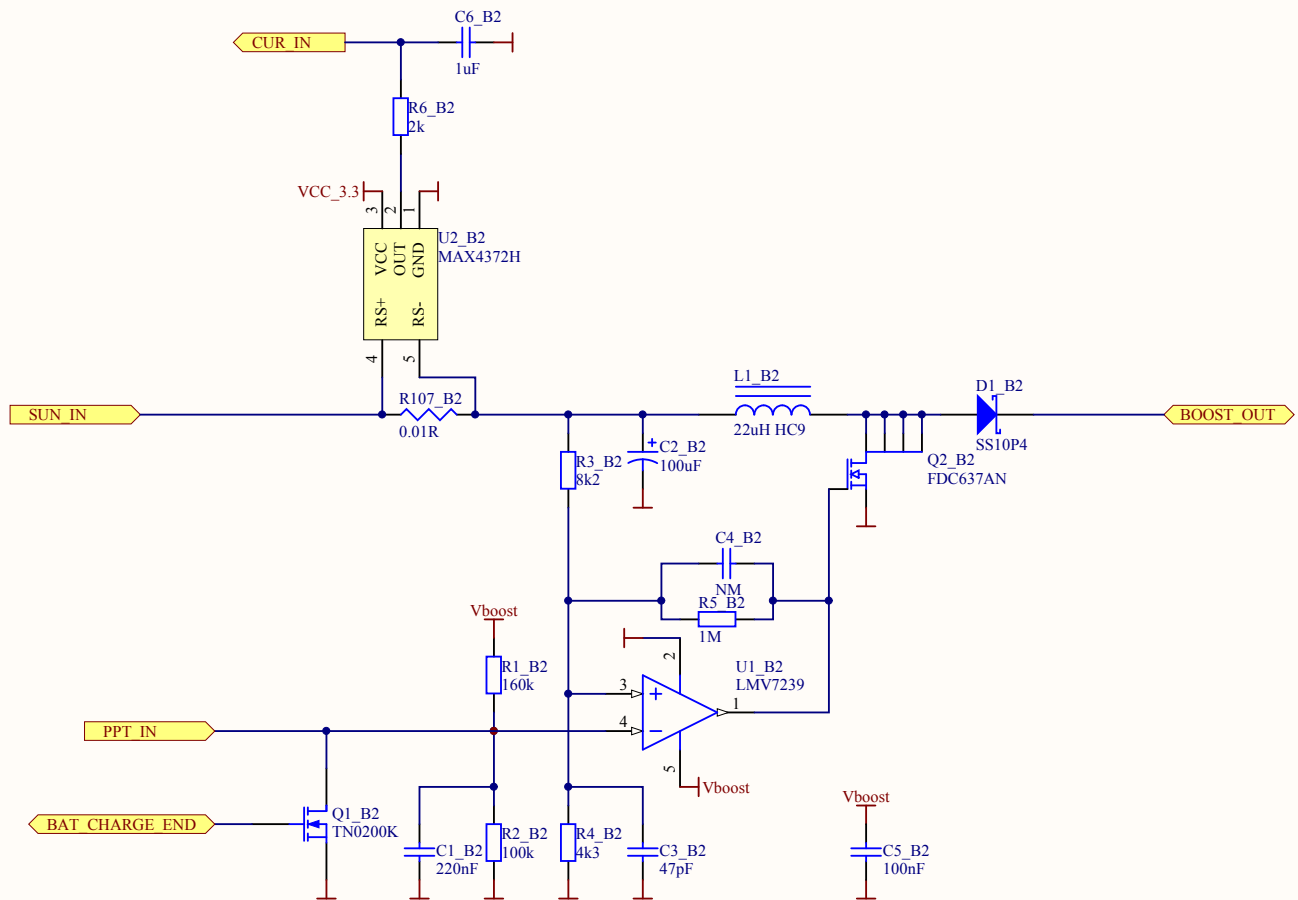 C6_B2
CUR_IN
1uF
R6_B2
2k
VCC_3.3
3
2
1
U2_B2
MAX4372H
VCC
OUT
GND
RS+
RS-
4
5
L1_B2
D1_B2
R107_B2
SUN_IN
BOOST_OUT
0.01R
22uH HC9
SS10P4
+
C2_B2
100uF
R3_B2
8k2
Q2_B2
FDC637AN
C4_B2
NM
R5_B2
1M
Vboost
2
R1_B2
160k
U1_B2
LMV7239
3
+
1
4
−
PPT_IN
5
Vboost
Vboost
Q1_B2
TN0200K
BAT_CHARGE_END
R2_B2
100k
R4_B2
4k3
C1_B2
220nF
C3_B2
47pF
C5_B2
100nF